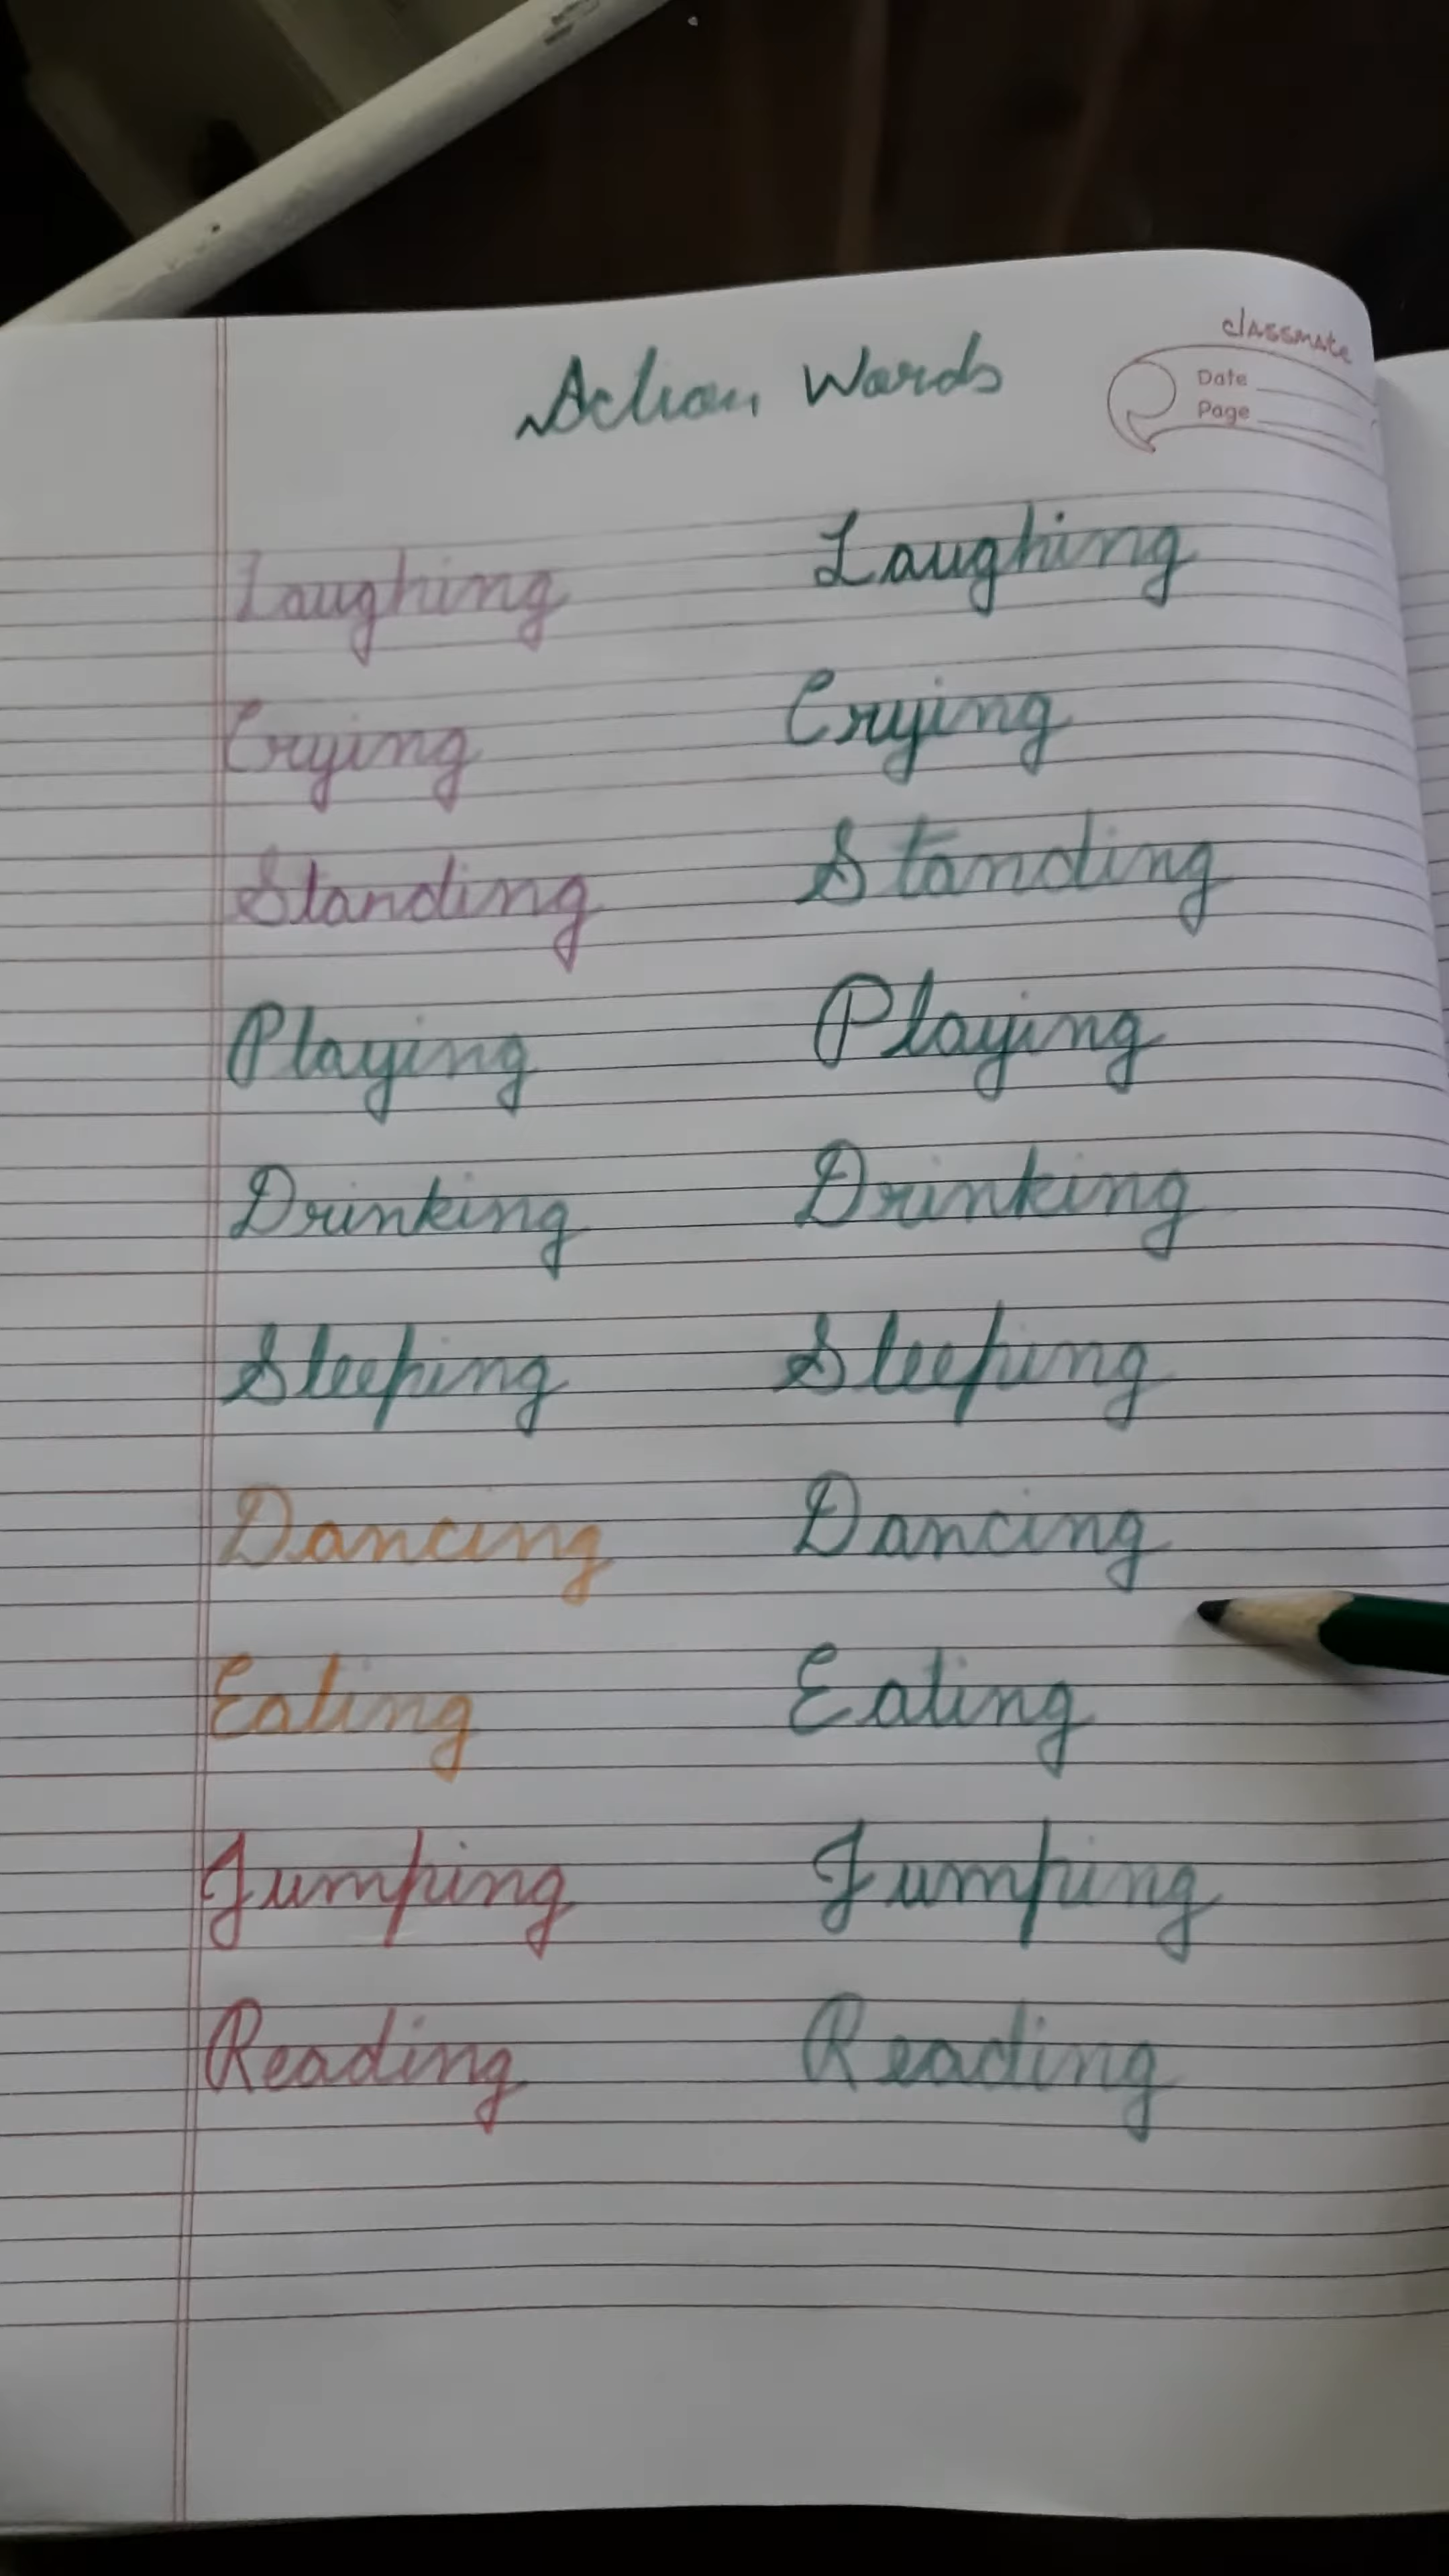 classmate
Date
Page
Action Words
Laughing Laughing
Crying Crying
Standing Standing
Playing Playing
Drinking Drinking
Sleeping Sleeping
Dancing Dancing
Eating Eating
Jumping Jumping
Reading Reading